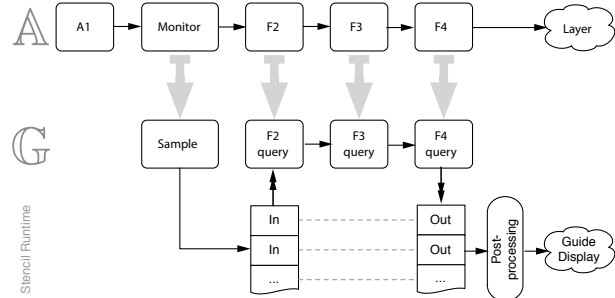 𝔸
A1
Monitor
F2
F3
F4
Layer
𝔾
Sample
F2
query
F3
query
F4
query
Stencil Runtime
In
Out
In
Out
...
...
Post-
processing
Guide
Display